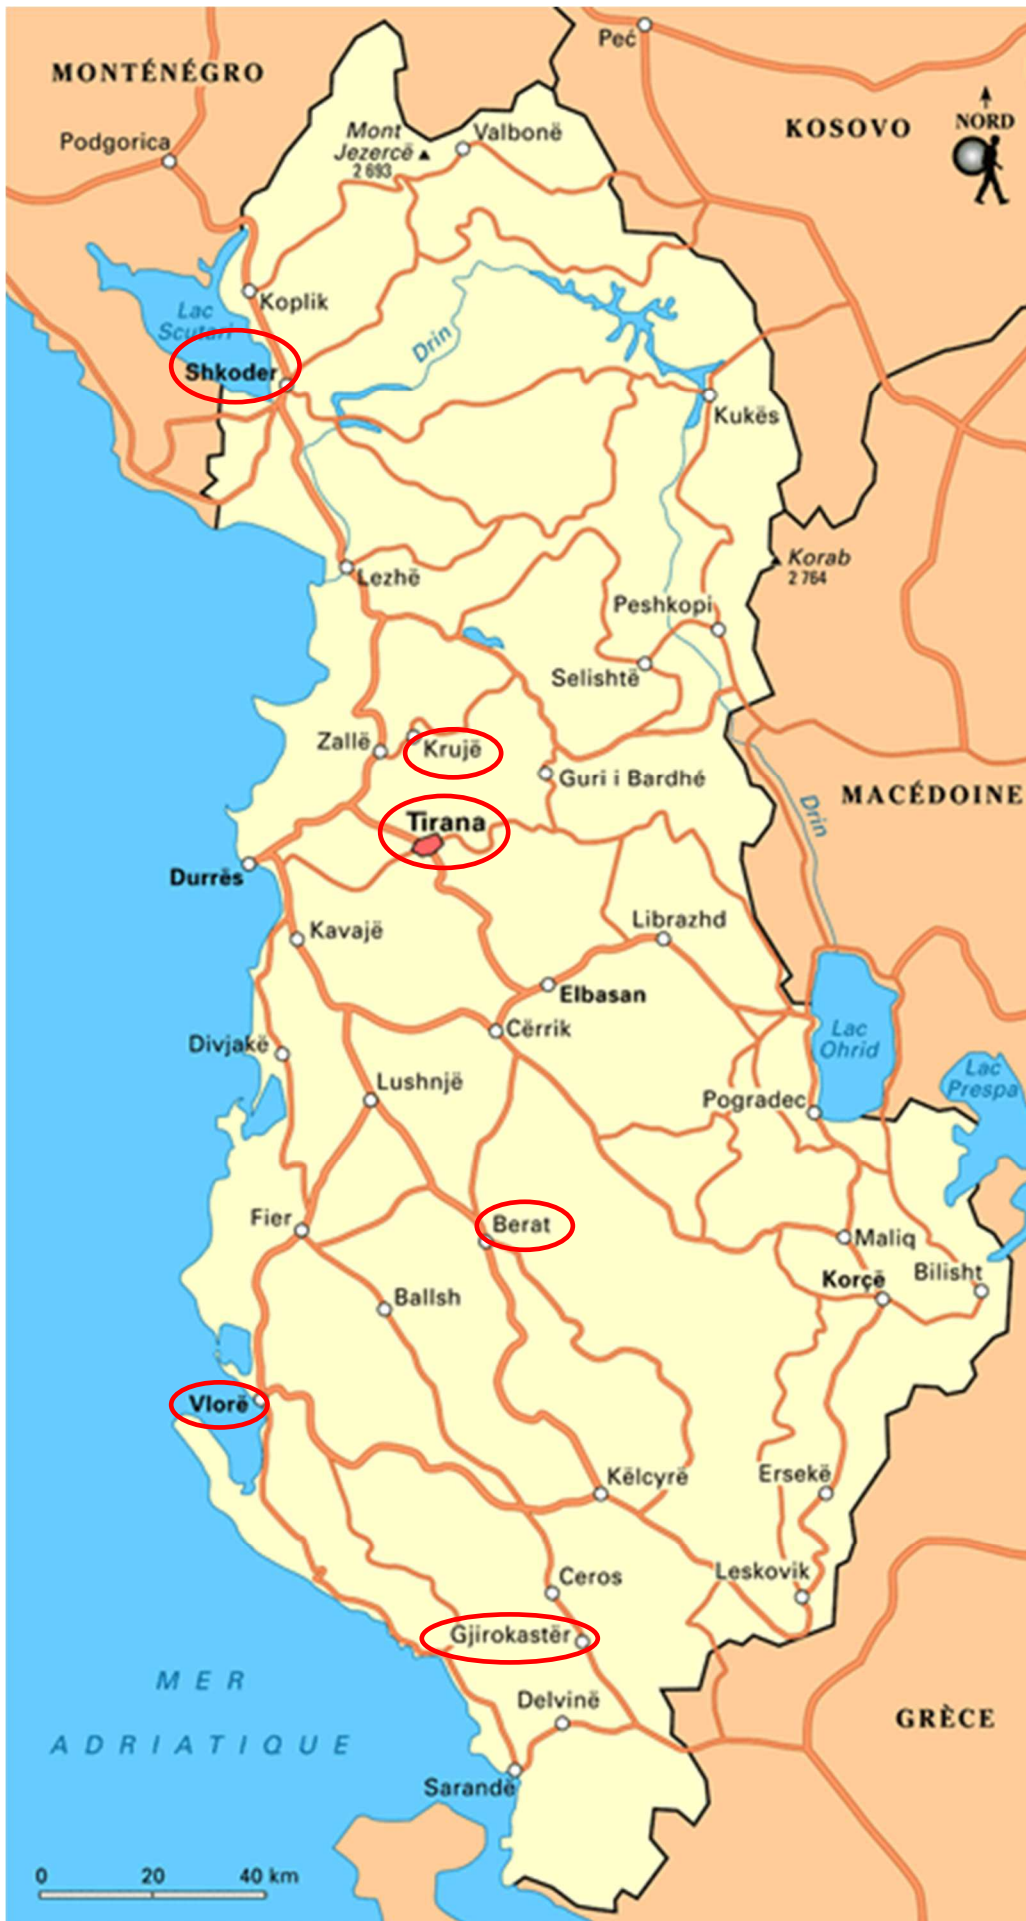 Peć
MONTÉNÉGRO
NORD
KOSOVO
Podgorica
Mont
Jezercë
2 693
Valbonë
Koplik
Lac
Scutari
Drin
Shkoder
Kukës
Korab
2 764
Lezhë
Peshkopi
Selishtë
Zallë
Krujë
Guri i Bardhé
MACÉDOINE
Drin
Tirana
Durrës
Librazhd
Kavajë
Elbasan
Cërrik
Lac
Ohrid
Divjakë
Lac
Prespa
Lushnjë
Pogradec
Fier
Berat
Maliq
Korçë
Bilisht
Ballsh
Vlorë
Këlcyrë
Ersekë
Leskovik
Ceros
Gjirokastër
MER
ADRIATIQUE
Delvinë
GRÈCE
Sarandë
0 20 40 km